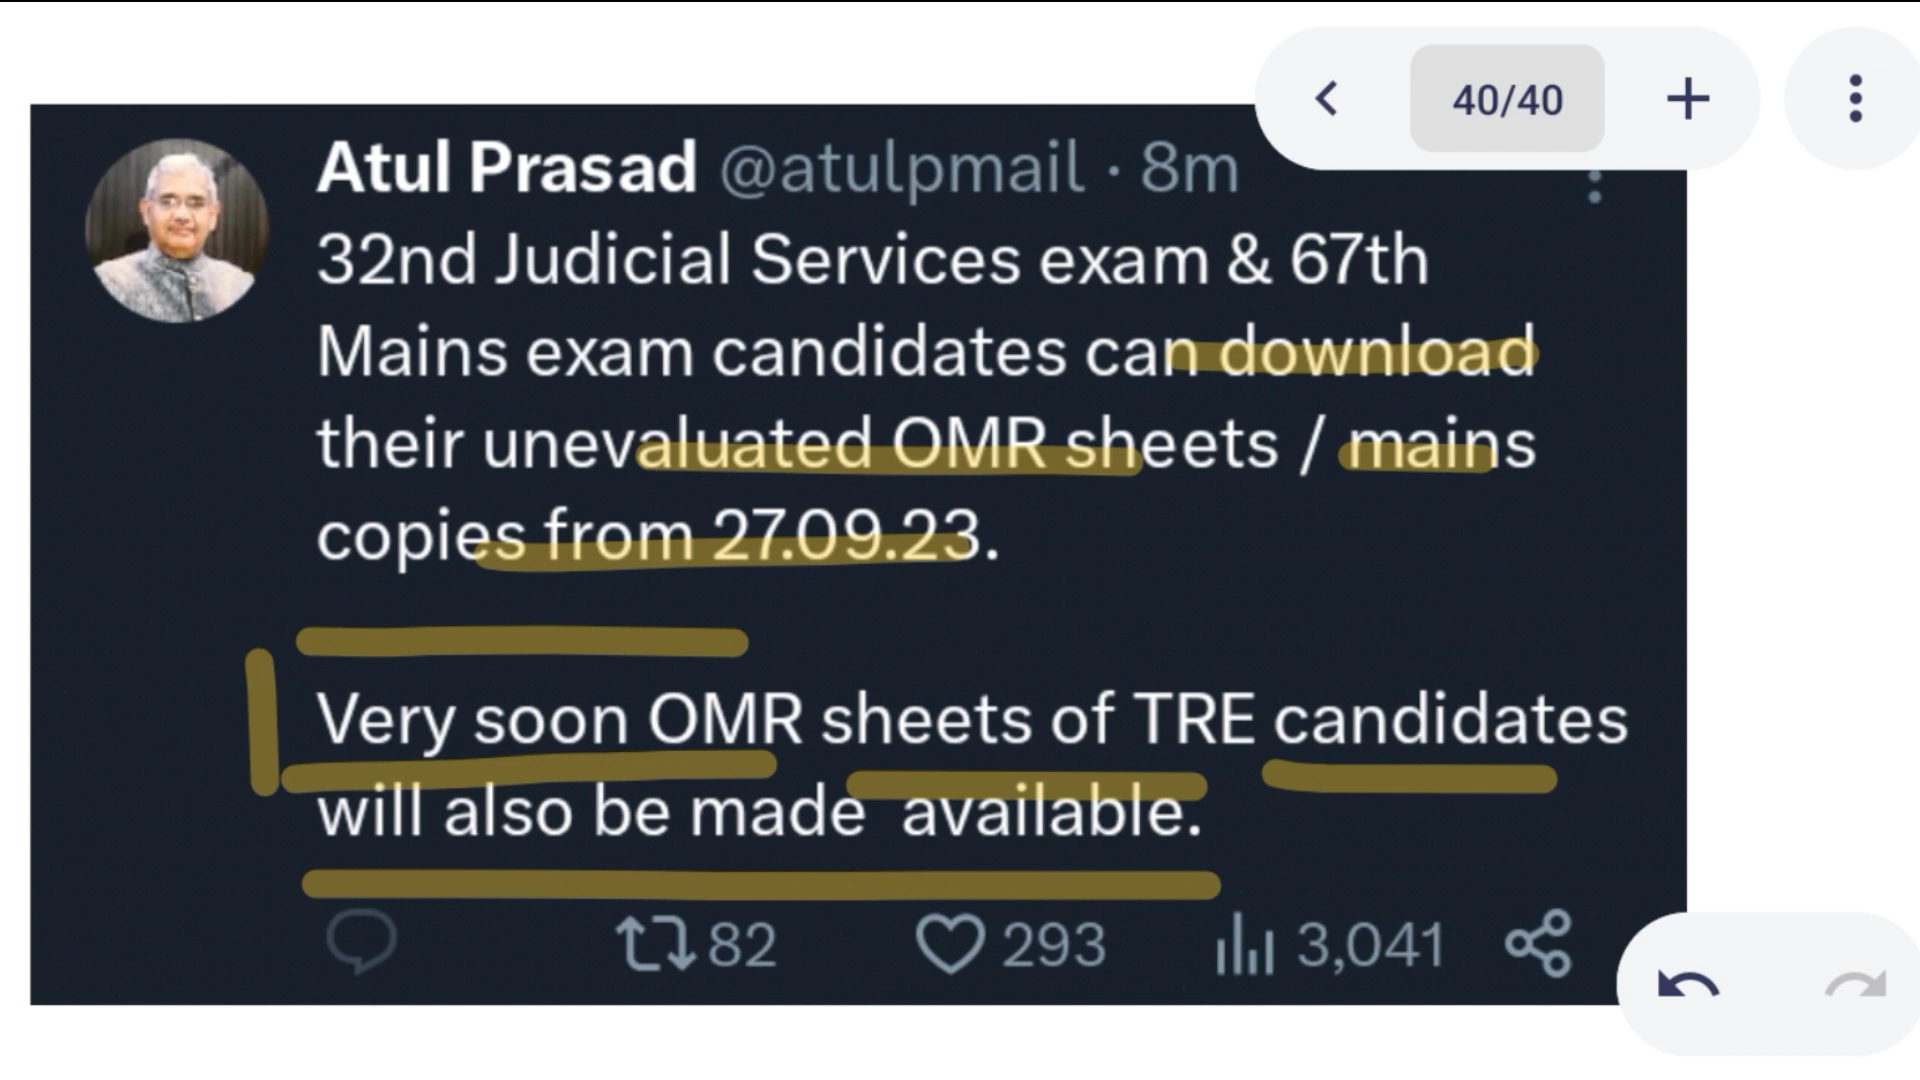 40/40
Atul Prasad @atulpmail · 8m
32nd Judicial Services exam & 67th
Mains exam candidates can download
their unevaluated OMR sheets / mains
copies from 27.09.23.
Very soon OMR sheets of TRE candidates
will also be made  available.
82 293 3,041